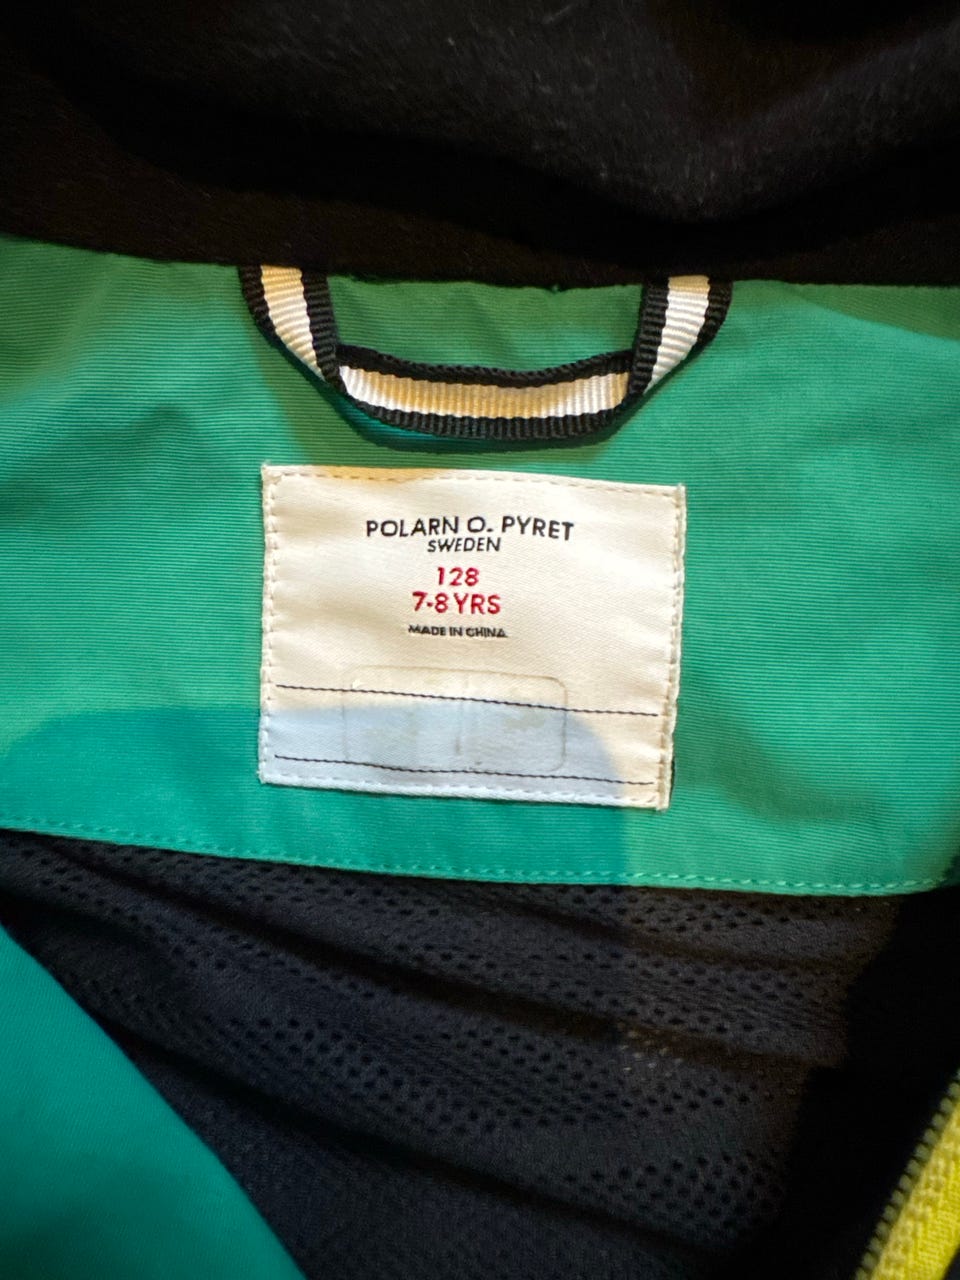 POLARN O. PYRET
SWEDEN
128
7-8 YRS
MADE IN CHINA